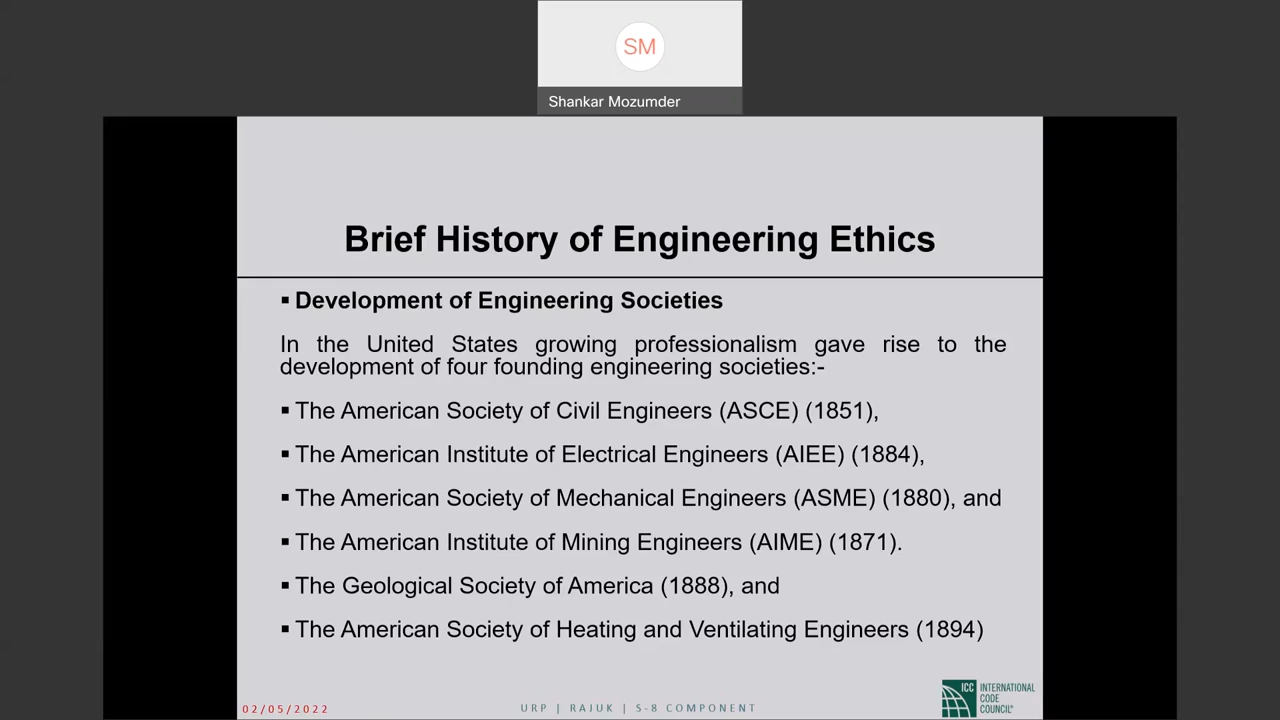 SM
Shankar Mozumder
Brief History of Engineering Ethics
▪ Development of Engineering Societies
In the United States growing professionalism gave rise to the
development of four founding engineering societies:-
▪ The American Society of Civil Engineers (ASCE) (1851),
▪ The American Institute of Electrical Engineers (AIEE) (1884),
▪ The American Society of Mechanical Engineers (ASME) (1880), and
▪ The American Institute of Mining Engineers (AIME) (1871).
▪ The Geological Society of America (1888), and
▪ The American Society of Heating and Ventilating Engineers (1894)
02/05/2022
URP | RAJUK | S-8 COMPONENT
ICC INTERNATIONAL
CODE
COUNCIL®